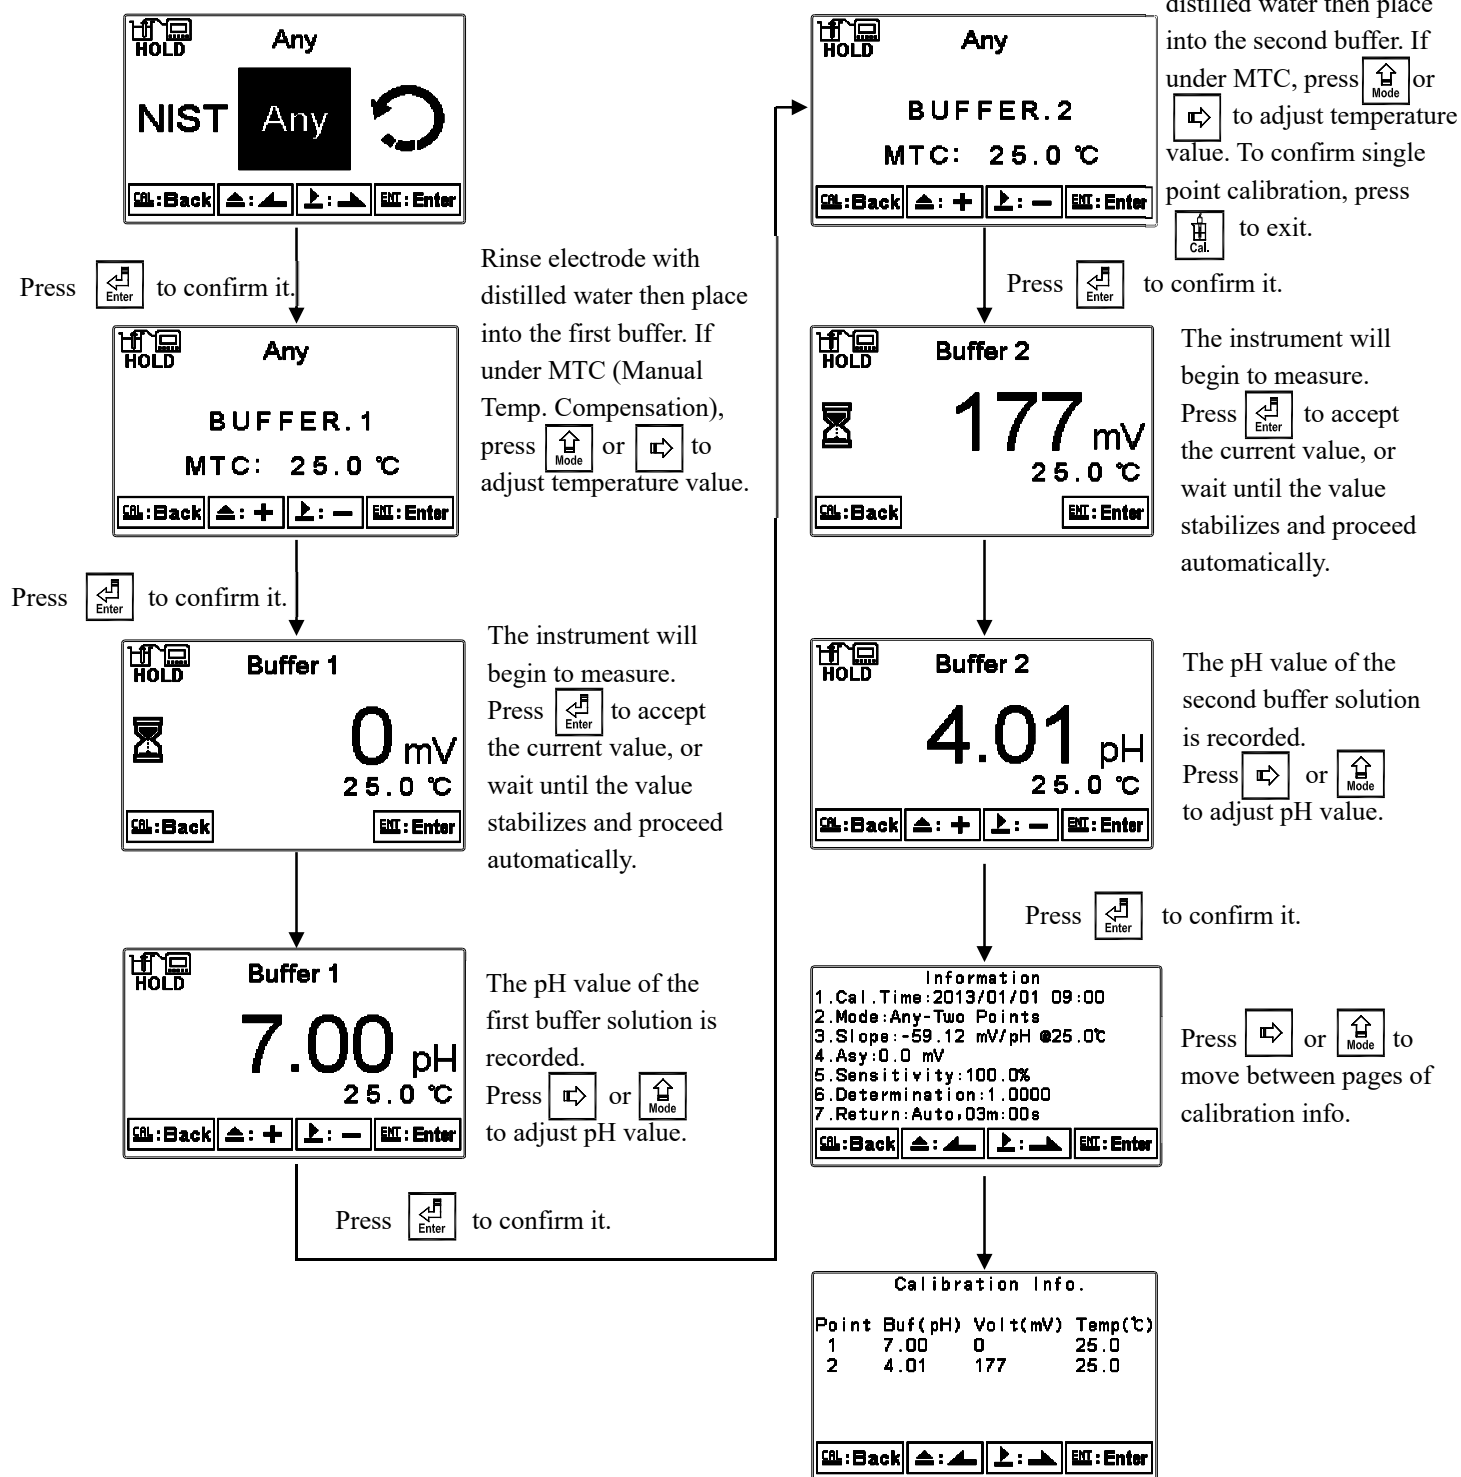 HOLD
Any
NIST Any
CAL:Back ENT:Enter
Press Enter to confirm it.
HOLD
Any
BUFFER.1
MTC: 25.0 ℃
CAL:Back : + : − ENT:Enter
Rinse electrode with
distilled water then place
into the first buffer. If
under MTC (Manual
Temp. Compensation),
press Mode or to
adjust temperature value.
Press Enter to confirm it.
HOLD
Buffer 1
0 mV
25.0 ℃
CAL:Back ENT:Enter
The instrument will
begin to measure.
Press Enter to accept
the current value, or
wait until the value
stabilizes and proceed
automatically.
HOLD
Buffer 1
7.00 pH
25.0 ℃
CAL:Back : + : − ENT:Enter
The pH value of the
first buffer solution is
recorded.
Press or Mode
to adjust pH value.
Press Enter to confirm it.
HOLD
Any
BUFFER.2
MTC: 25.0 ℃
CAL:Back : + : − ENT:Enter
distilled water then place
into the second buffer. If
under MTC, press Mode or
to adjust temperature
value. To confirm single
point calibration, press
Cal. to exit.
Press Enter to confirm it.
HOLD
Buffer 2
177 mV
25.0 ℃
CAL:Back ENT:Enter
The instrument will
begin to measure.
Press Enter to accept
the current value, or
wait until the value
stabilizes and proceed
automatically.
HOLD
Buffer 2
4.01 pH
25.0 ℃
CAL:Back : + : − ENT:Enter
The pH value of the
second buffer solution
is recorded.
Press or Mode
to adjust pH value.
Press Enter to confirm it.
Information
1.Cal.Time:2013/01/01 09:00
2.Mode:Any-Two Points
3.Slope:-59.12 mV/pH @25.0℃
4.Asy:0.0 mV
5.Sensitivity:100.0%
6.Determination:1.0000
7.Return:Auto,03m:00s
CAL:Back ENT:Enter
Press or Mode to
move between pages of
calibration info.
Calibration Info.
Point Buf(pH) Volt(mV) Temp(℃)
1 7.00 0 25.0
2 4.01 177 25.0
CAL:Back ENT:Enter